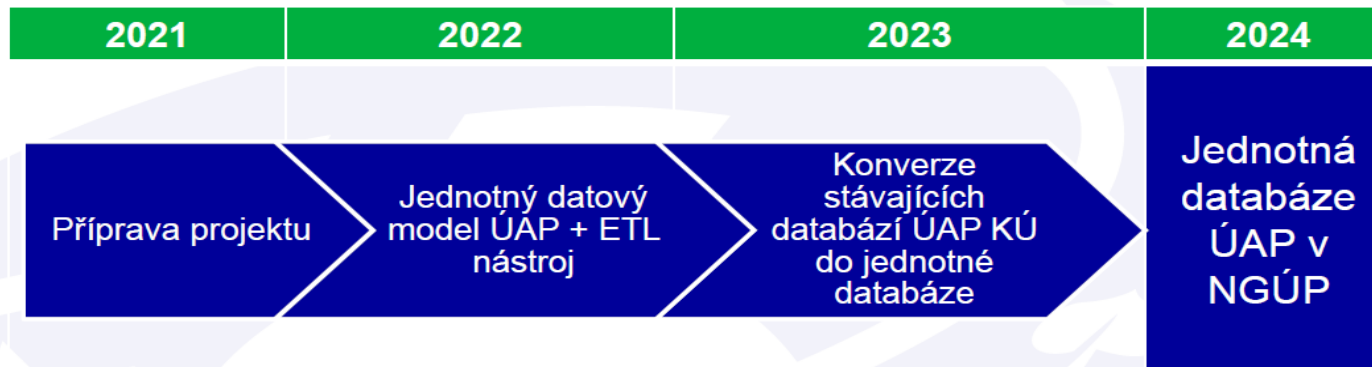 2021
2022
2023
2024
Příprava projektu
Jednotný datový
model ÚAP + ETL
nástroj
Konverze
stávajících
databází ÚAP KÚ
do jednotné
databáze
Jednotná
databáze
ÚAP v
NGÚP